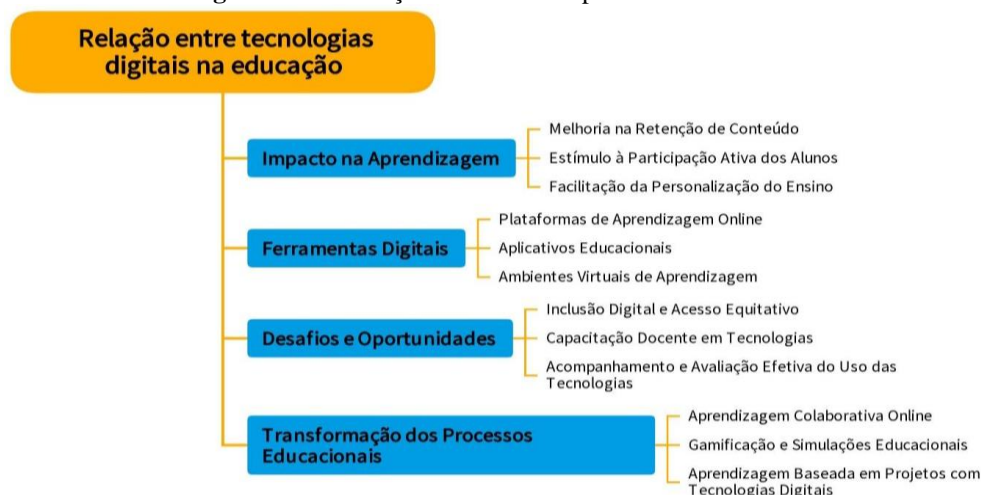 Relação entre tecnologias
digitais na educação
Impacto na Aprendizagem
Melhoria na Retenção de Conteúdo
Estímulo à Participação Ativa dos Alunos
Facilitação da Personalização do Ensino
Ferramentas Digitais
Plataformas de Aprendizagem Online
Aplicativos Educacionais
Ambientes Virtuais de Aprendizagem
Desafios e Oportunidades
Inclusão Digital e Acesso Equitativo
Capacitação Docente em Tecnologias
Acompanhamento e Avaliação Efetiva do Uso das
Tecnologias
Transformação dos Processos
Educacionais
Aprendizagem Colaborativa Online
Gamificação e Simulações Educacionais
Aprendizagem Baseada em Projetos com
Tecnologias Digitais